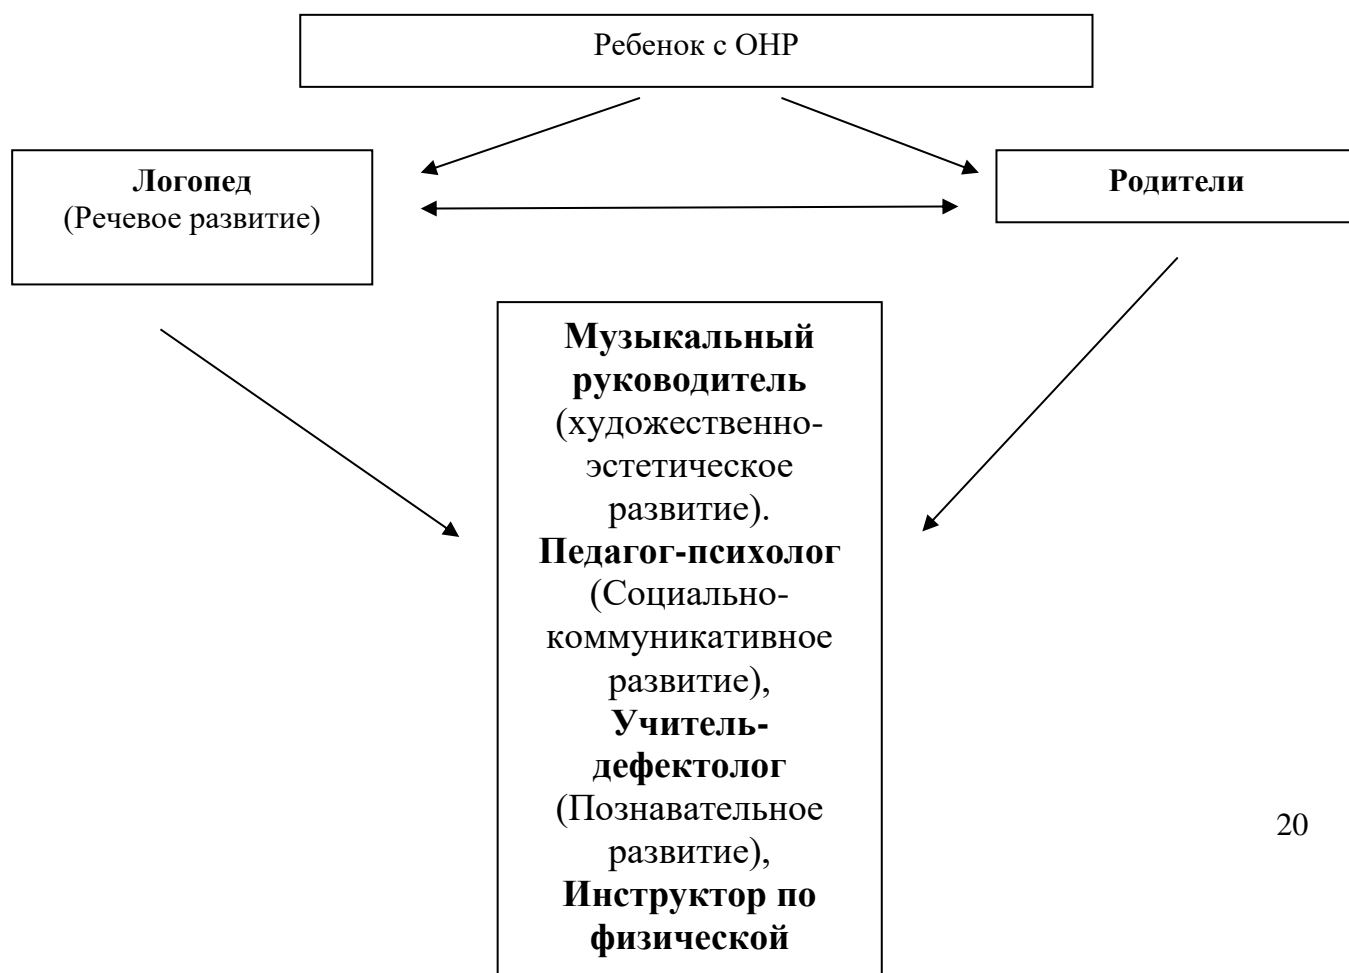 Ребенок с ОНР
Логопед
(Речевое развитие)
Родители
Музыкальный
руководитель
(художественно-
эстетическое
развитие).
Педагог-психолог
(Социально-
коммуникативное
развитие),
Учитель-
дефектолог
(Познавательное
развитие),
Инструктор по
физической
20